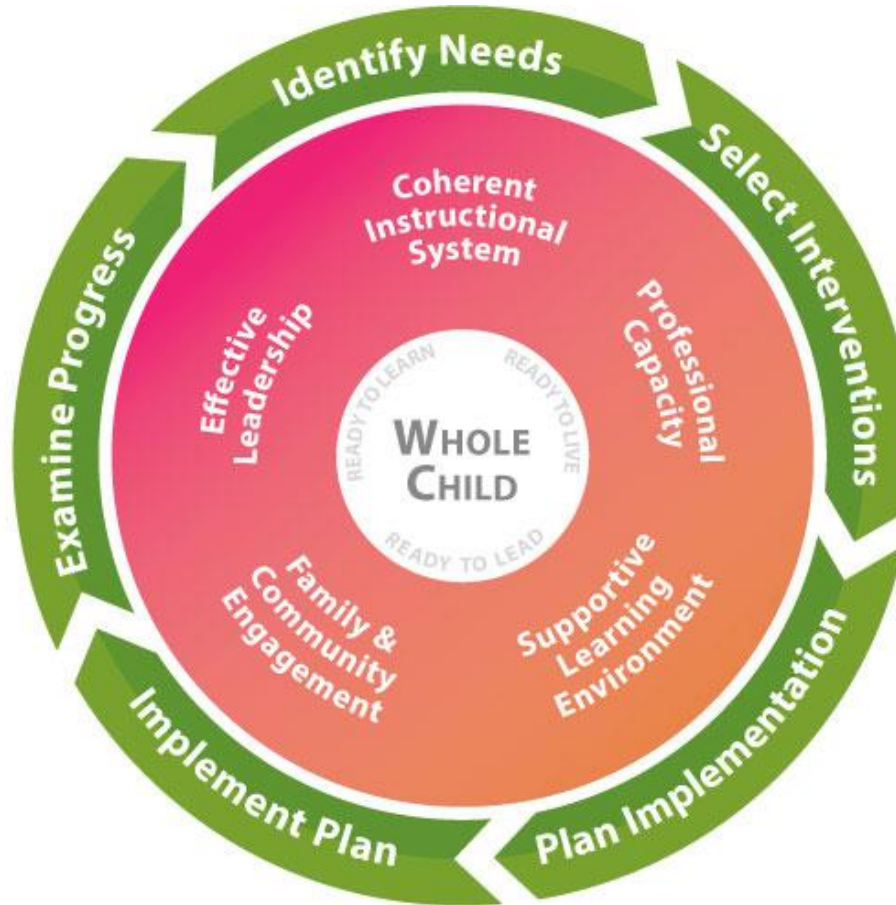 Identify Needs
Select Interventions
Plan Implementation
Implement Plan
Examine Progress
Coherent
Instructional
System
Professional
Capacity
Supportive
Learning
Environment
Family &
Community
Engagement
Effective
Leadership
READY TO LEARN
READY TO LIVE
READY TO LEAD
WHOLE
CHILD